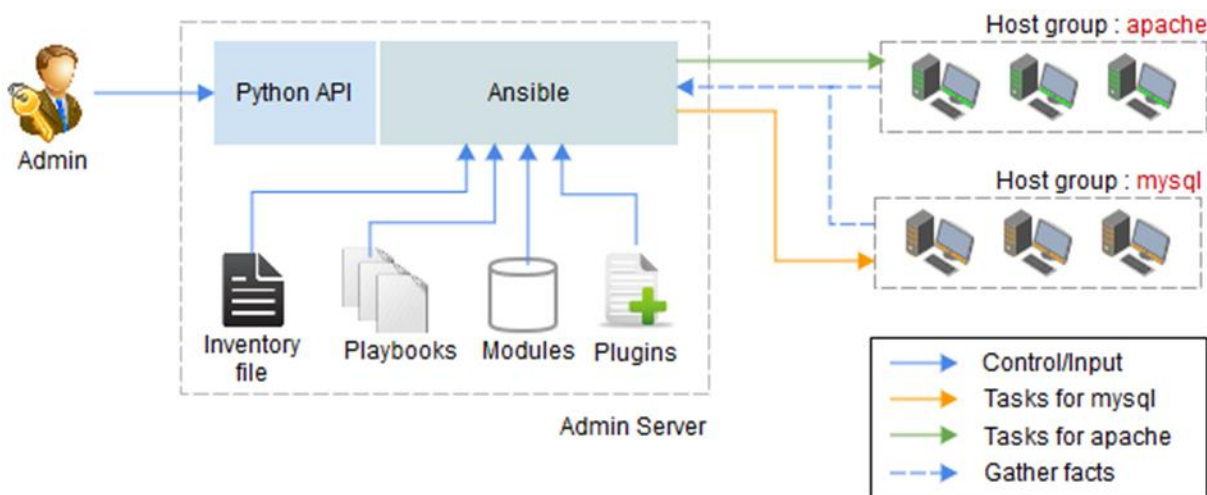 Host group : apache
Python API
Ansible
Admin
Host group : mysql
Inventory
file
Playbooks
Modules
Plugins
Admin Server
Control/Input
Tasks for mysql
Tasks for apache
Gather facts